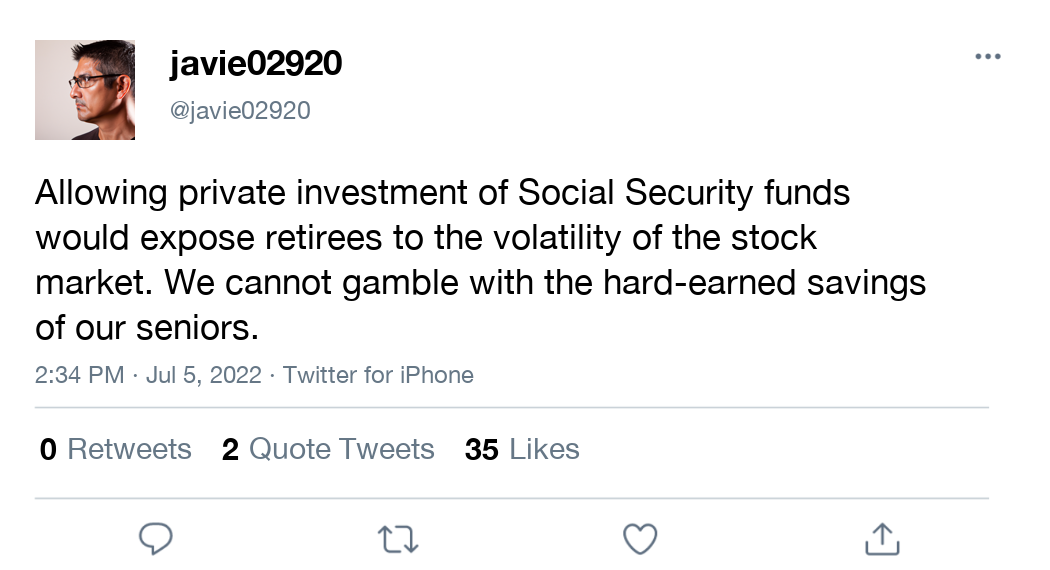 javie02920
@javie02920
Allowing private investment of Social Security funds
would expose retirees to the volatility of the stock
market. We cannot gamble with the hard-earned savings
of our seniors.
2:34 PM · Jul 5, 2022 · Twitter for iPhone
0 Retweets 2 Quote Tweets 35 Likes